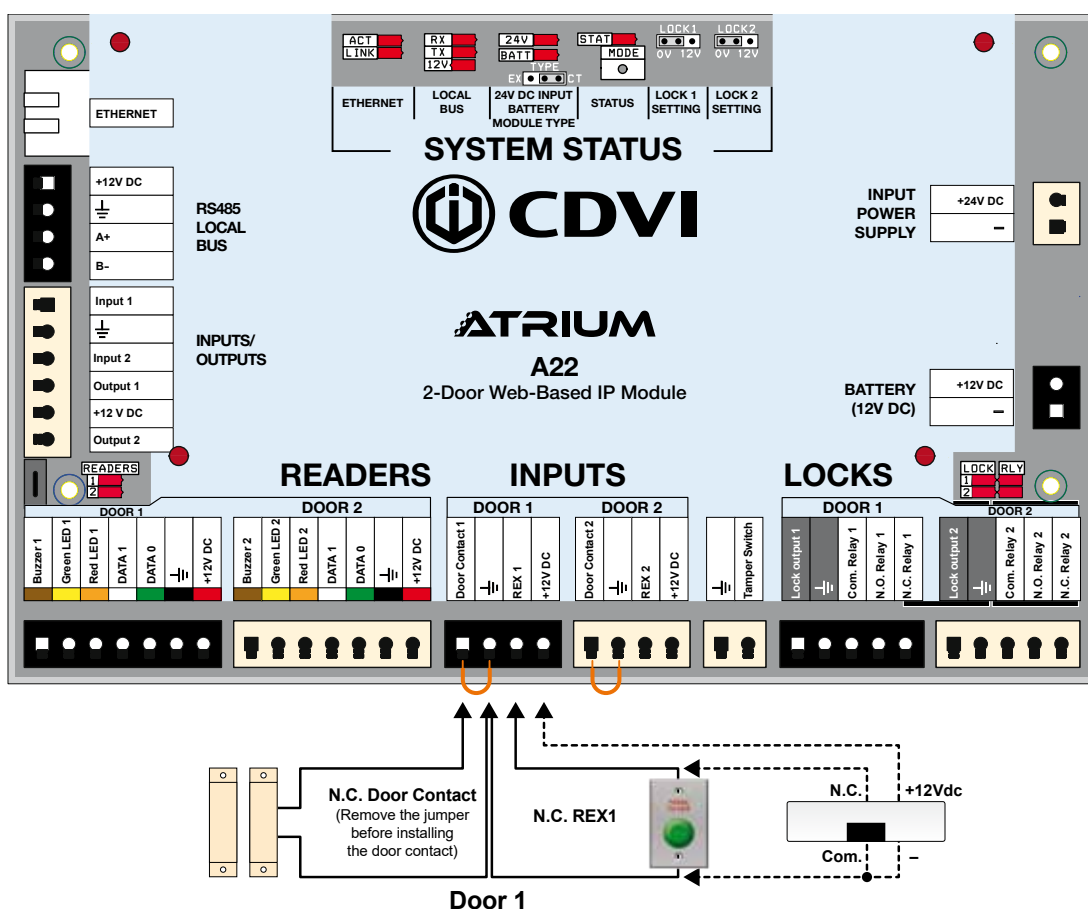 ACT
LINK
RX
TX
12V
24V
BATT
TYPE
EX
CT
STAT
MODE
LOCK1
0V 12V
LOCK2
0V 12V
ETHERNET
LOCAL
BUS
24V DC INPUT
BATTERY
MODULE TYPE
STATUS
LOCK 1
SETTING
LOCK 2
SETTING
SYSTEM STATUS
CDVI
ATRIUM
A22
2-Door Web-Based IP Module
ETHERNET
+12V DC
A+
B–
RS485
LOCAL
BUS
Input 1
Input 2
Output 1
+12 V DC
Output 2
INPUTS/
OUTPUTS
INPUT
POWER
SUPPLY
+24V DC
–
BATTERY
(12V DC)
+12V DC
–
READERS
1
2
LOCK RLY
1
2
READERS
INPUTS
LOCKS
DOOR 1
DOOR 2
DOOR 1
DOOR 2
DOOR 1
DOOR 2
Buzzer 1
Green LED 1
Red LED 1
DATA 1
DATA 0
+12V DC
Buzzer 2
Green LED 2
Red LED 2
DATA 1
DATA 0
+12V DC
Door Contact 1
REX 1
+12V DC
Door Contact2
REX 2
+12V DC
Tamper Switch
Lock output 1
Com. Relay 1
N.O. Relay 1
N.C. Relay 1
Lock output 2
Com. Relay 2
N.O. Relay 2
N.C. Relay 2
N.C. Door Contact
(Remove the jumper
before installing
the door contact)
N.C. REX1
N.C.
+12Vdc
Com.
–
Door 1